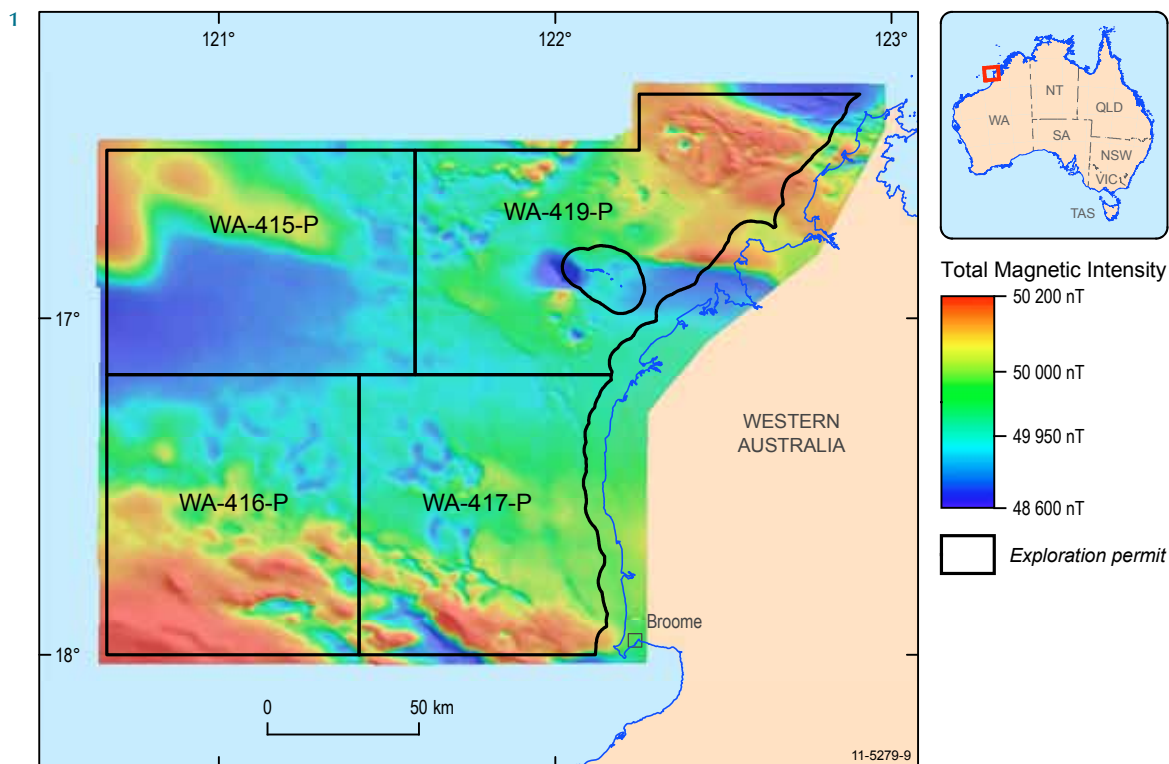 1
121°
122°
123°
17°
18°
WA-415-P
WA-419-P
WA-416-P
WA-417-P
WESTERN
AUSTRALIA
Broome
0
50 km
11-5279-9
WA
NT
SA
QLD
NSW
VIC
TAS
Total Magnetic Intensity
50 200 nT
50 000 nT
49 950 nT
48 600 nT
Exploration permit